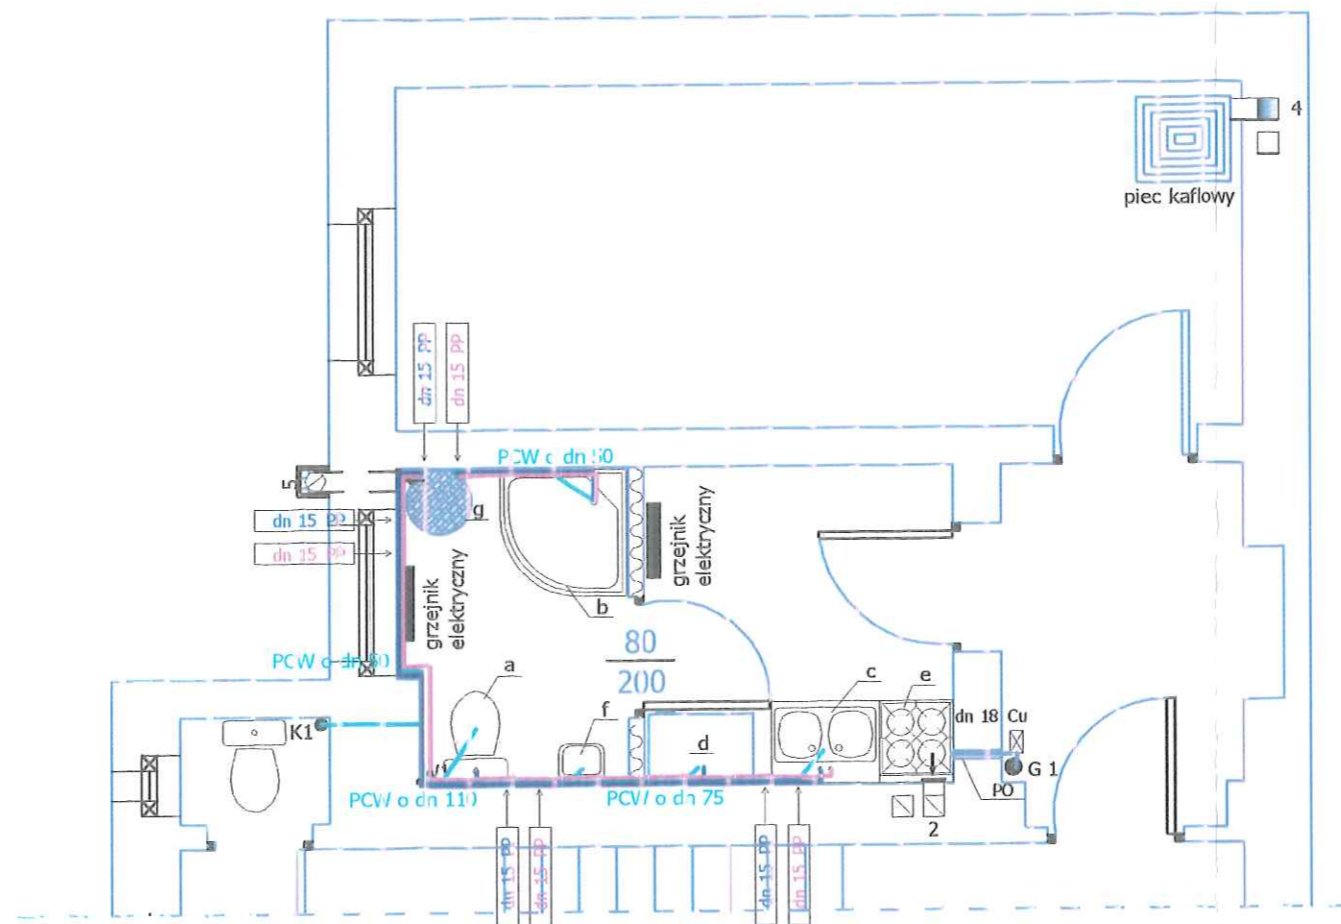 4
piec kaflowy
dn 15 PP
dn 15 PP
PCW o dn 50
5
dn 15 PP
dn 15 PP
g
grzejnik
elektryczny
grzejnik
elektryczny
b
80
200
PCW o dn 50
a
c
e
f
d
K1
dn 18 Cu
G 1
PO
PCW o dn 110
PCW o dn 75
2
dn 15 PP
dn 15 PP
dn 15 PP
dn 15 PP